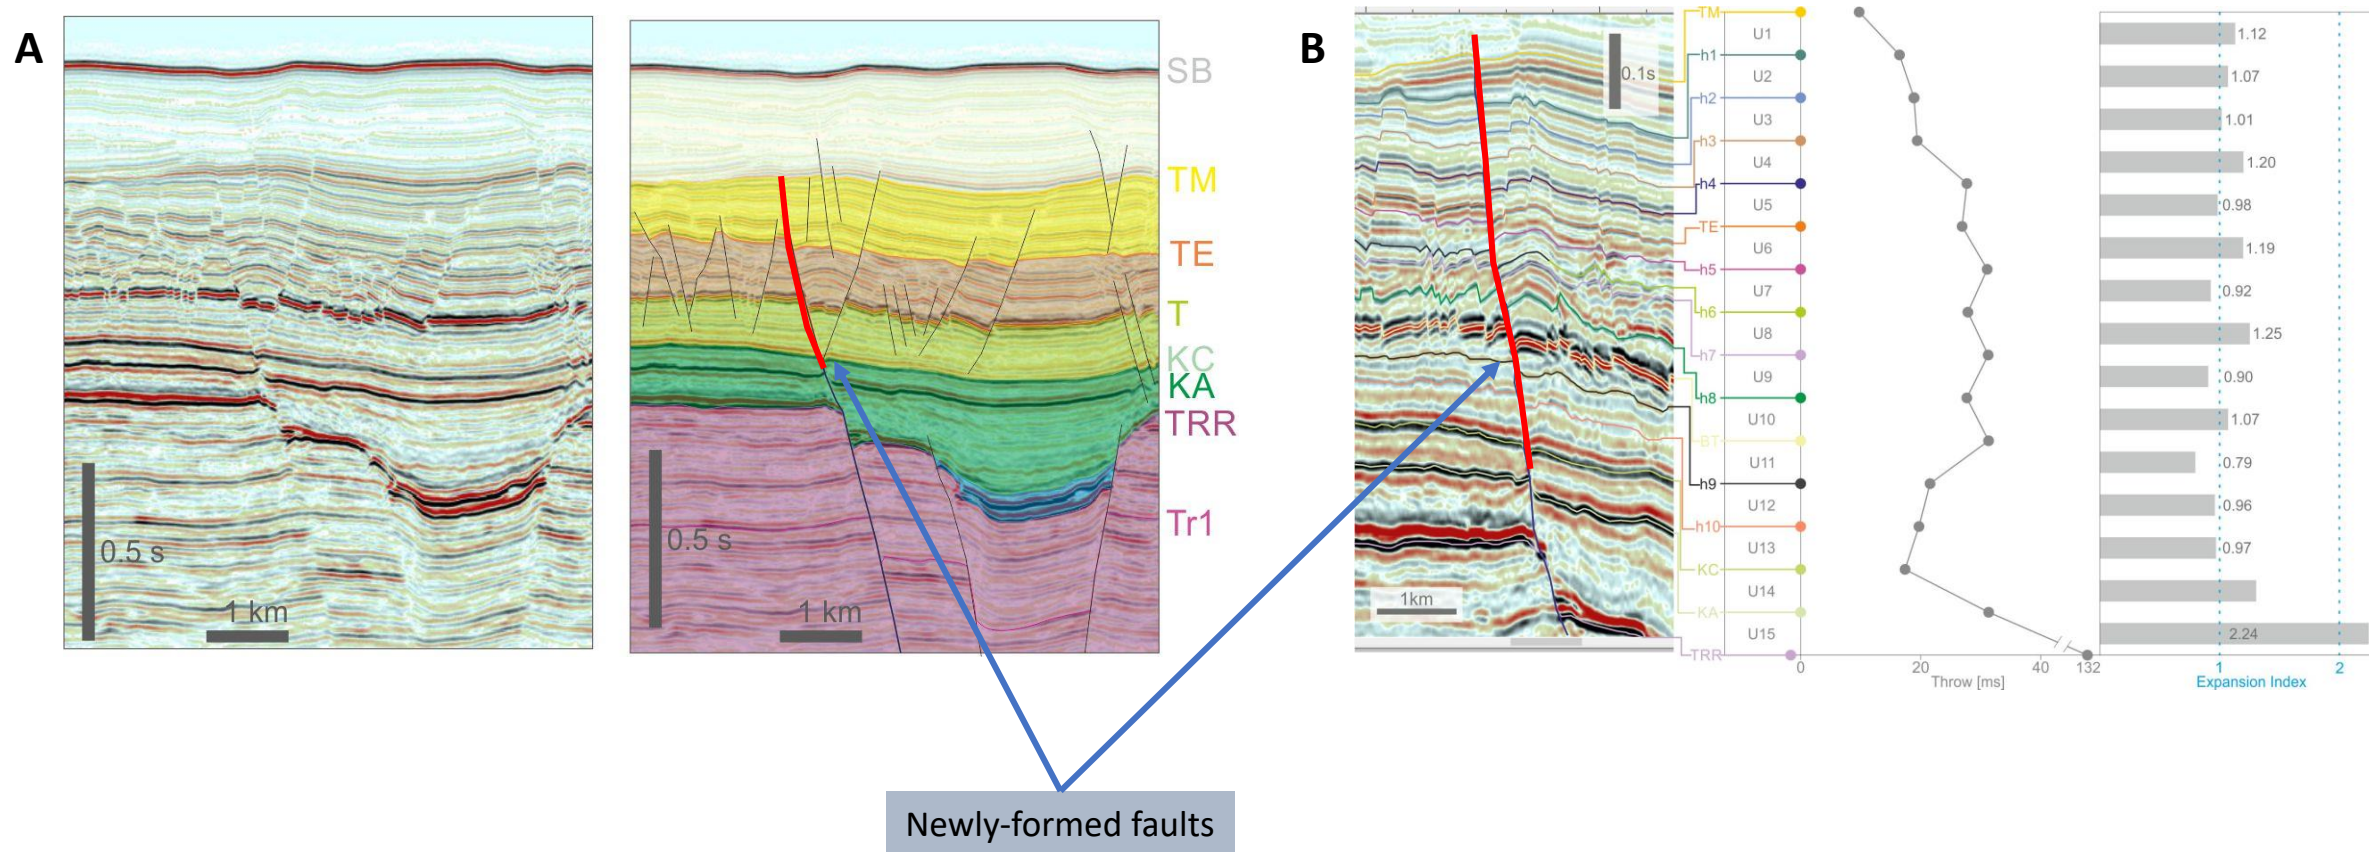 A
SB
TM
TE
T
KC
KA
TRR
Tr1
0.5 s
1 km
0.5 s
1 km
B
0.1s
1km
TM
h1
h2
h3
h4
TE
h5
h6
h7
h8
BT
h9
h10
KC
KA
TRR
U1
U2
U3
U4
U5
U6
U7
U8
U9
U10
U11
U12
U13
U14
U15
0 20 40 132
Throw [ms]
1.12
1.07
1.01
1.20
0.98
1.19
0.92
1.25
0.90
1.07
0.79
0.96
0.97
2.24
1 2
Expansion Index
Newly-formed faults